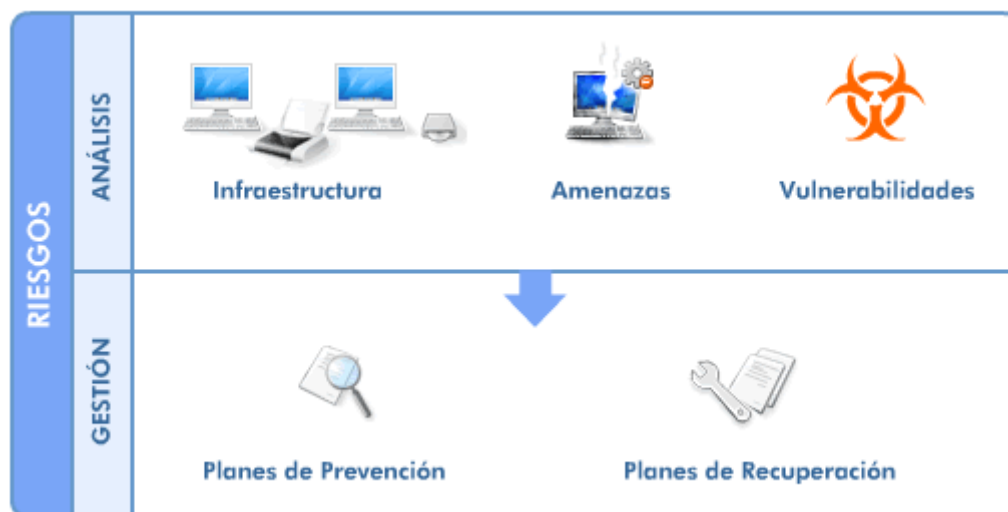 RIESGOS
ANÁLISIS
Infraestructura
Amenazas
Vulnerabilidades
GESTIÓN
Planes de Prevención
Planes de Recuperación